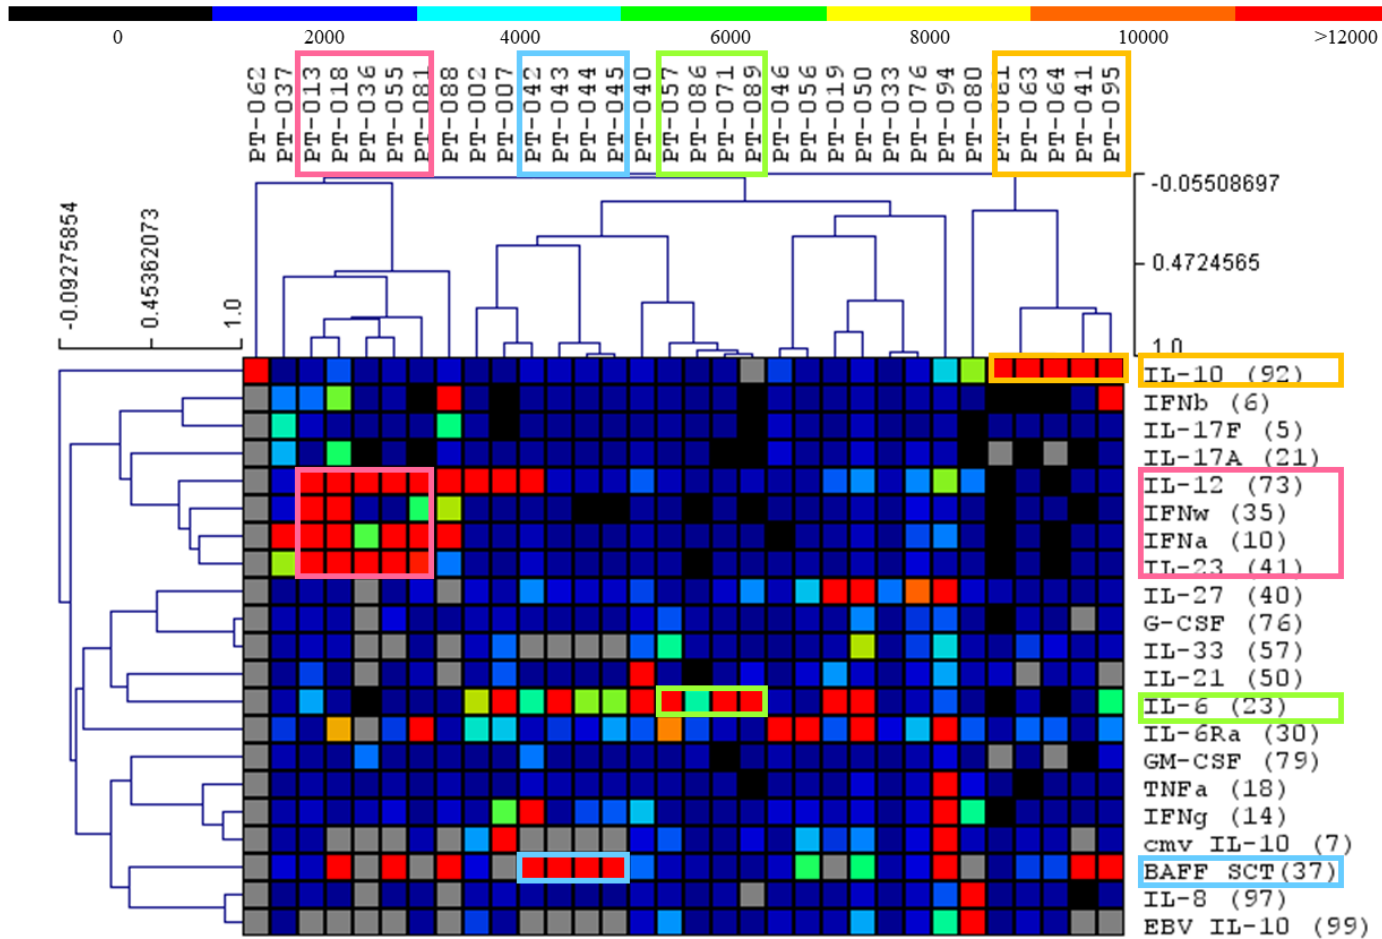 0 2000 4000 6000 8000 10000 >12000
PT-062
PT-037
PT-013
PT-018
PT-036
PT-055
PT-081
PT-088
PT-002
PT-007
PT-042
PT-043
PT-044
PT-045
PT-040
PT-057
PT-086
PT-071
PT-089
PT-046
PT-056
PT-019
PT-050
PT-033
PT-076
PT-094
PT-080
PT-061
PT-063
PT-064
PT-041
PT-095
-0.05508697
0.4724565
1.0
-0.09275854
0.45362073
1.0
IL-10 (92)
IFNb (6)
IL-17F (5)
IL-17A (21)
IL-12 (73)
IFNw (35)
IFNa (10)
IL-23 (41)
IL-27 (40)
G-CSF (76)
IL-33 (57)
IL-21 (50)
IL-6 (23)
IL-6Ra (30)
GM-CSF (79)
TNFa (18)
IFNg (14)
cmv IL-10 (7)
BAFF SCT(37)
IL-8 (97)
EBV IL-10 (99)